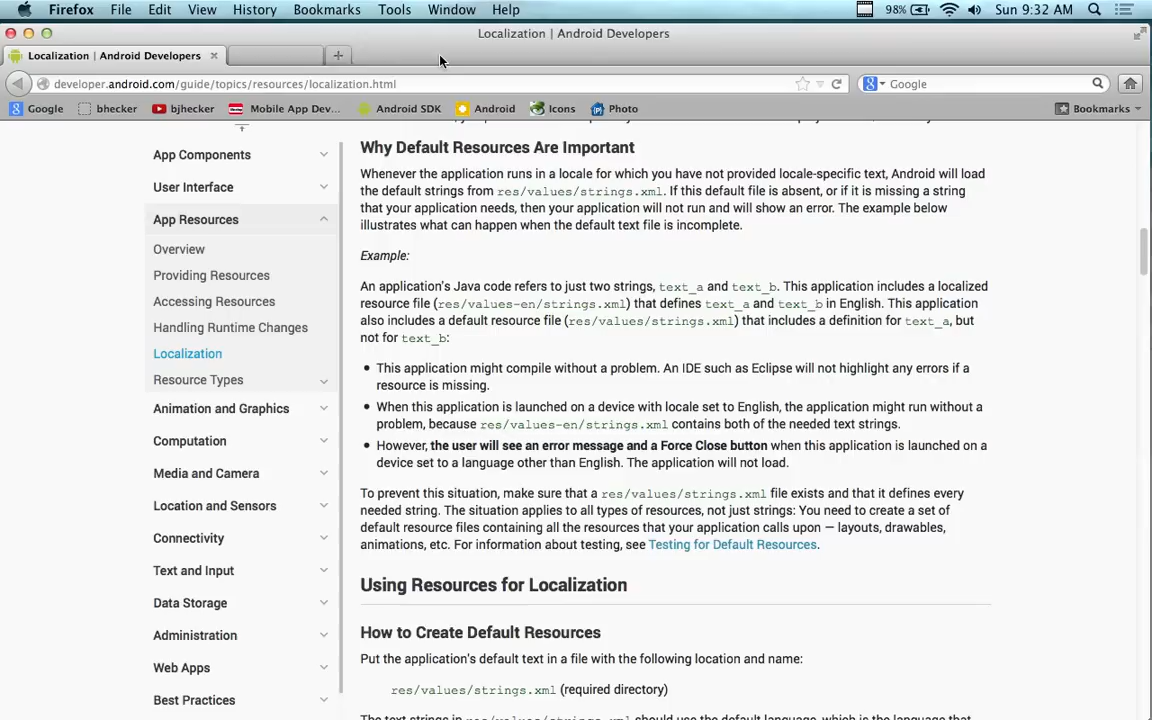 Firefox File Edit View History Bookmarks Tools Window Help 98% Sun 9:32 AM
Localization | Android Developers
Localization | Android Developers
developer.android.com/guide/topics/resources/localization.html Google
Google bhecker bjhecker Mobile App Dev... Android SDK Android Icons Photo Bookmarks
App Components
User Interface
App Resources
Overview
Providing Resources
Accessing Resources
Handling Runtime Changes
Localization
Resource Types
Animation and Graphics
Computation
Media and Camera
Location and Sensors
Connectivity
Text and Input
Data Storage
Administration
Web Apps
Best Practices
Why Default Resources Are Important
Whenever the application runs in a locale for which you have not provided locale-specific text, Android will load
the default strings from res/values/strings.xml. If this default file is absent, or if it is missing a string
that your application needs, then your application will not run and will show an error. The example below
illustrates what can happen when the default text file is incomplete.
Example:
An application's Java code refers to just two strings, text_a and text_b. This application includes a localized
resource file (res/values-en/strings.xml) that defines text_a and text_b in English. This application
also includes a default resource file (res/values/strings.xml) that includes a definition for text_a, but
not for text_b:
• This application might compile without a problem. An IDE such as Eclipse will not highlight any errors if a
resource is missing.
• When this application is launched on a device with locale set to English, the application might run without a
problem, because res/values-en/strings.xml contains both of the needed text strings.
• However, the user will see an error message and a Force Close button when this application is launched on a
device set to a language other than English. The application will not load.
To prevent this situation, make sure that a res/values/strings.xml file exists and that it defines every
needed string. The situation applies to all types of resources, not just strings: You need to create a set of
default resource files containing all the resources that your application calls upon — layouts, drawables,
animations, etc. For information about testing, see Testing for Default Resources.
Using Resources for Localization
How to Create Default Resources
Put the application's default text in a file with the following location and name:
res/values/strings.xml (required directory)
The text strings in res/values/strings.xml should use the default language, which is the language that